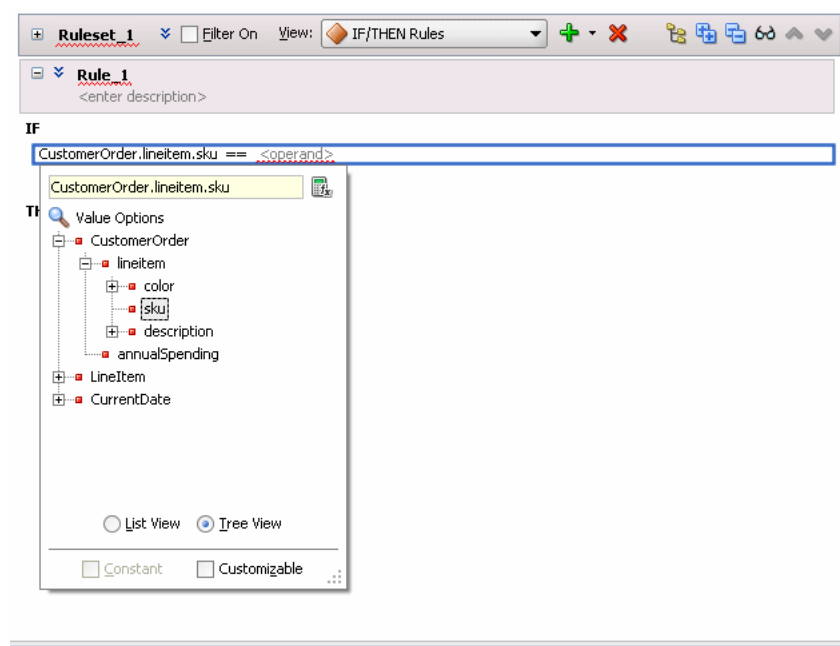 Ruleset_1 Filter On View: IF/THEN Rules
Rule_1
<enter description>
IF
CustomerOrder.lineitem.sku == <operand>
CustomerOrder.lineitem.sku
TH
Value Options
CustomerOrder
lineitem
color
sku
description
annualSpending
LineItem
CurrentDate
List View Tree View
Constant Customizable